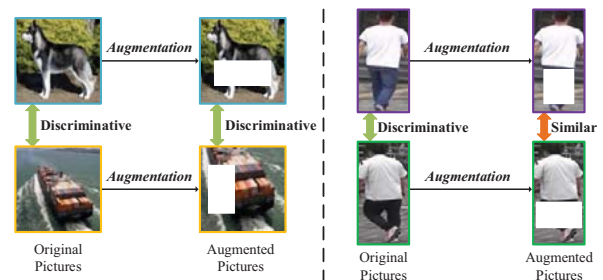 Augmentation
Augmentation
Discriminative
Discriminative
Discriminative
Similar
Augmentation
Augmentation
Original
Pictures
Augmented
Pictures
Original
Pictures
Augmented
Pictures